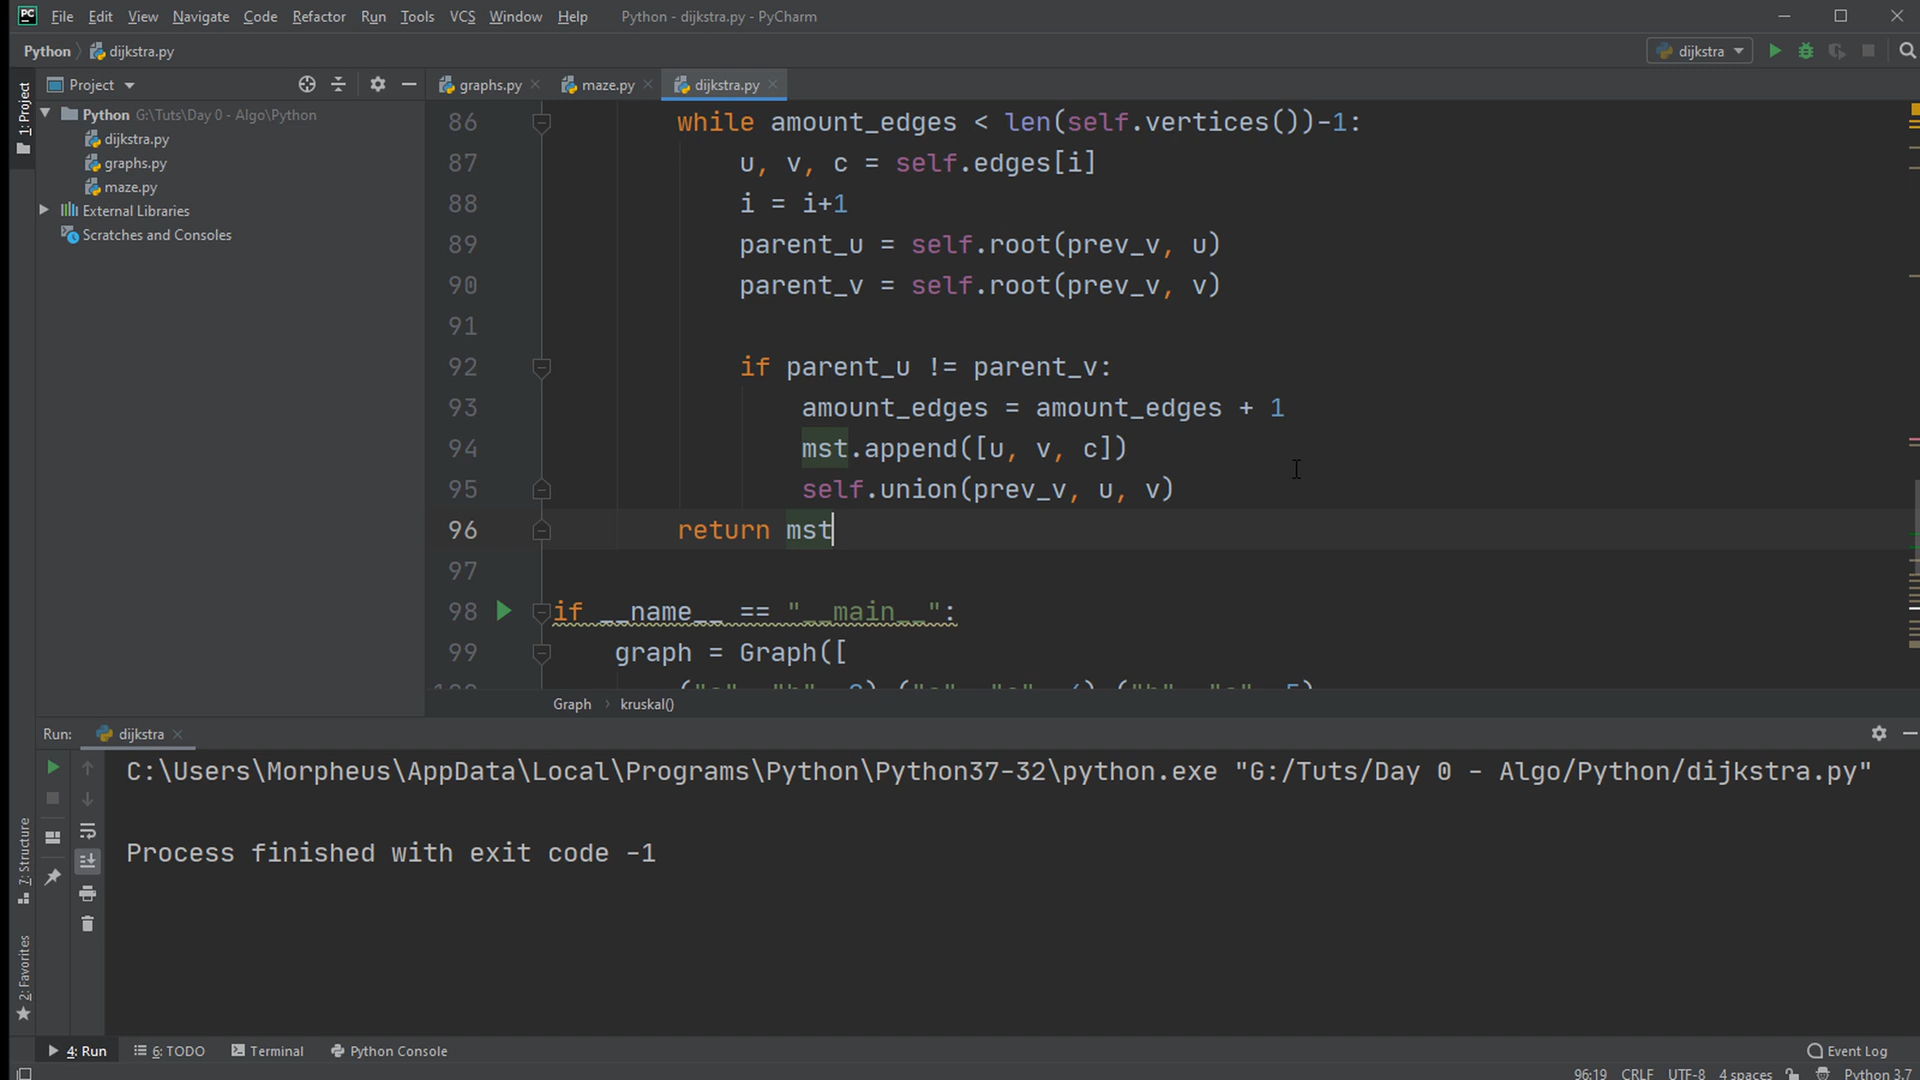 PC File Edit View Navigate Code Refactor Run Tools VCS Window Help Python - dijkstra.py - PyCharm
Python dijkstra.py dijkstra
1: Project
Project
graphs.py maze.py dijkstra.py
Python G:\Tuts\Day 0 - Algo\Python
dijkstra.py
graphs.py
maze.py
External Libraries
Scratches and Consoles
86 while amount_edges < len(self.vertices())-1:
87 u, v, c = self.edges[i]
88 i = i+1
89 parent_u = self.root(prev_v, u)
90 parent_v = self.root(prev_v, v)
91
92 if parent_u != parent_v:
93 amount_edges = amount_edges + 1
94 mst.append([u, v, c])
95 self.union(prev_v, u, v)
96 return mst
97
98 if __name__ == "__main__":
99 graph = Graph([
Graph kruskal()
Run: dijkstra
C:\Users\Morpheus\AppData\Local\Programs\Python\Python37-32\python.exe "G:/Tuts/Day 0 - Algo/Python/dijkstra.py"
Process finished with exit code -1
7: Structure
2: Favorites
4: Run 6: TODO Terminal Python Console Event Log
96:19 CRLF UTF-8 4 spaces Python 3.7